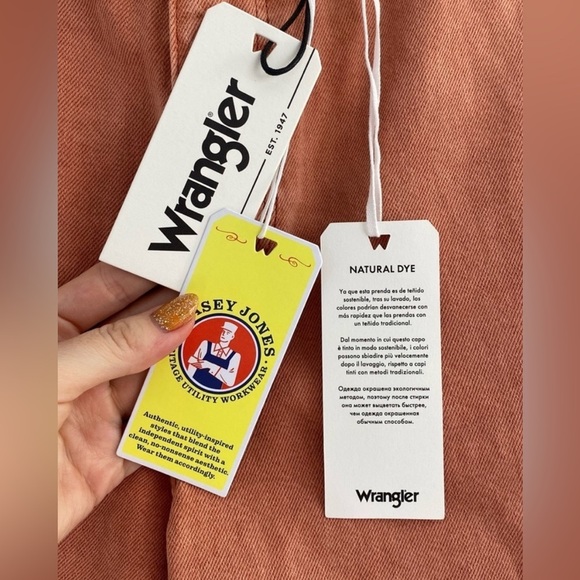 Wrangler®
EST. 1947
SEY JONES
TAGE UTILITY WORKWEAR
Authentic, utility-inspired
styles that blend the
independent spirit with a
clean, no-nonsense aesthetic.
Wear them accordingly.
NATURAL DYE
Ya que esta prenda es de teñido
sostenible, tras su lavado, los
colores podrían desvanecerse con
más rapidez que las prendas con
un teñido tradicional.
Dal momento in cui questo capo
è tinto in modo sostenibile, i colori
possono sbiadire più velocemente
dopo il lavaggio, rispetto a capi
tinti con metodi tradizionali.
Одежда окрашена экологичным
методом, поэтому после стирки
она может выцветать быстрее,
чем одежда окрашенная
обычным способом.
Wrangler